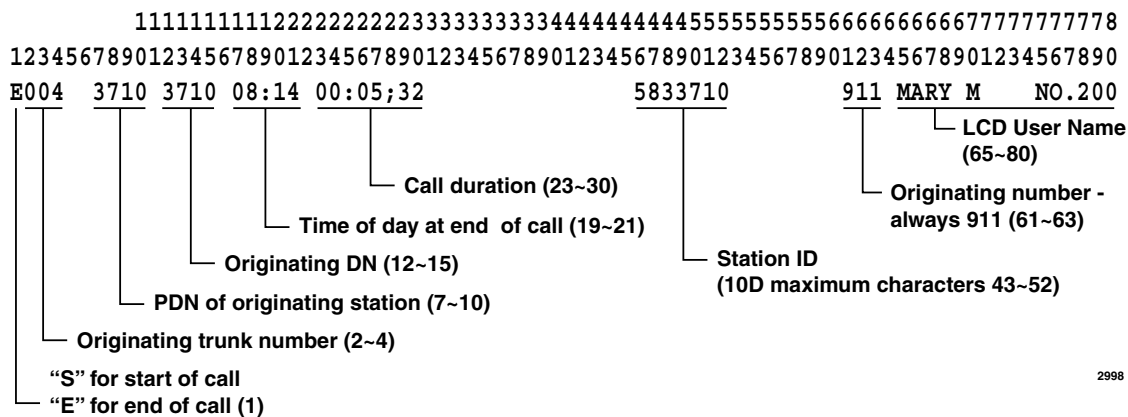 11111111112222222222333333333344444444445555555555666666666677777777778
12345678901234567890123456789012345678901234567890123456789012345678901234567890
E004 3710 3710 08:14 00:05;32 5833710 911 MARY M NO.200
LCD User Name
(65~80)
Call duration (23~30)
Originating number -
always 911 (61~63)
Time of day at end of call (19~21)
Station ID
(10D maximum characters 43~52)
Originating DN (12~15)
PDN of originating station (7~10)
Originating trunk number (2~4)
“S” for start of call
“E” for end of call (1)
2998